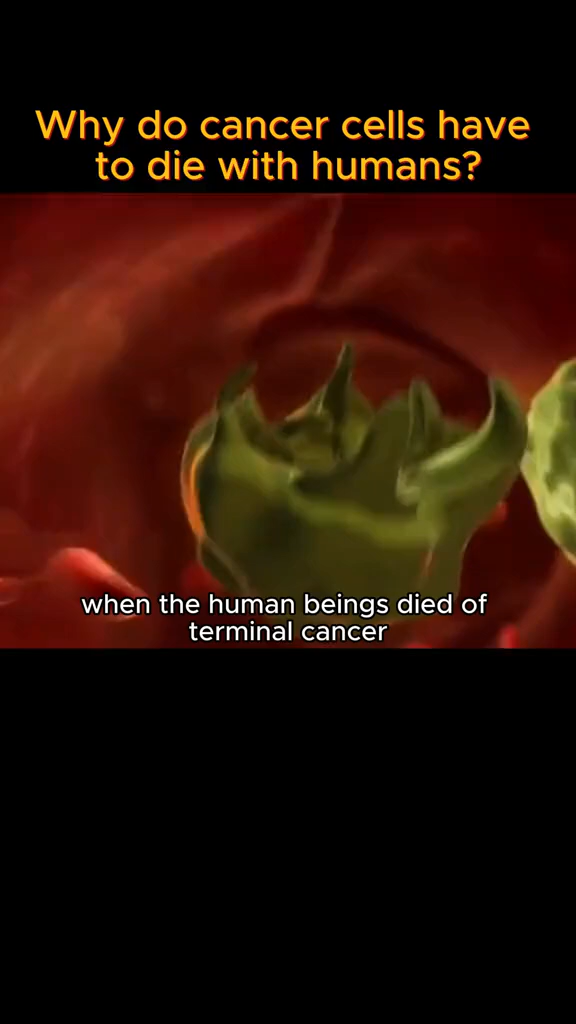 Why do cancer cells have
to die with humans?
when the human beings died of
terminal cancer